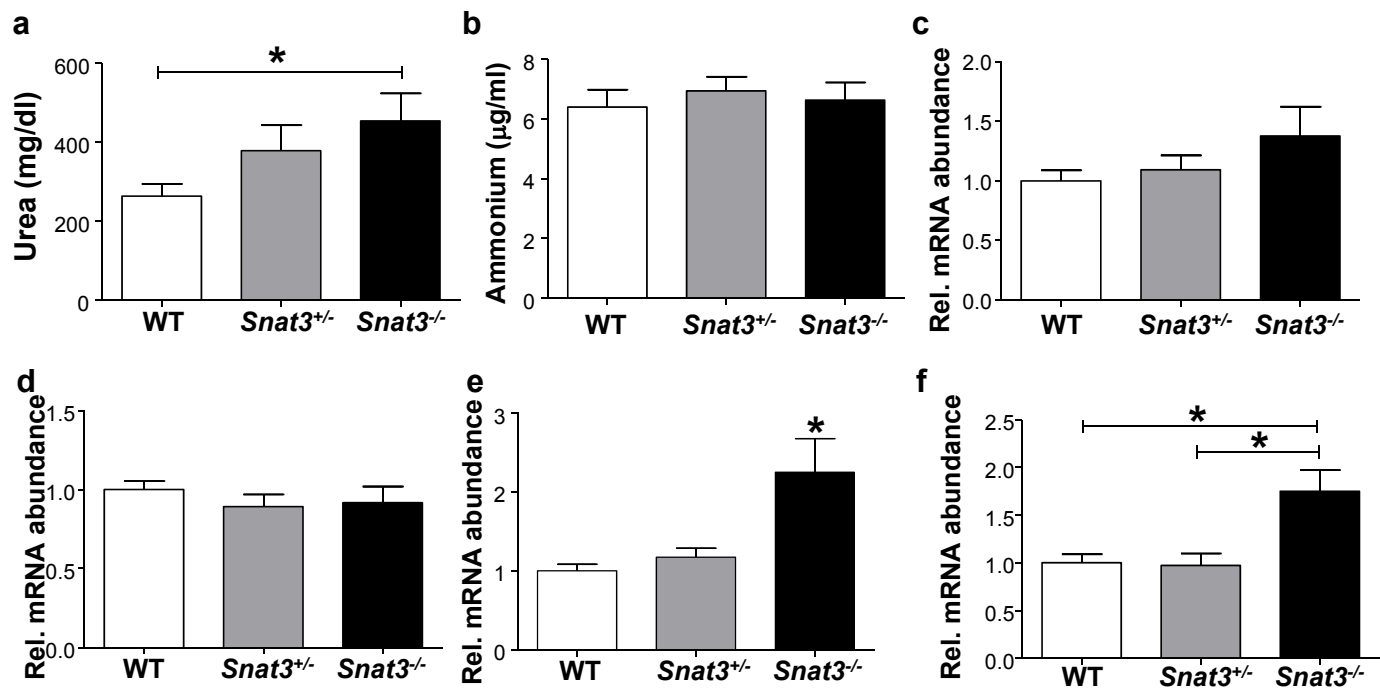 a
*
Urea (mg/dl)
600
400
200
0
WT
Snat3+/-
Snat3-/-
b
Ammonium (µg/ml)
8
6
4
2
0
WT
Snat3+/-
Snat3-/-
c
Rel. mRNA abundance
2.0
1.5
1.0
0.5
0.0
WT
Snat3+/-
Snat3-/-
d
Rel. mRNA abundance
1.5
1.0
0.5
0.0
WT
Snat3+/-
Snat3-/-
e
Rel. mRNA abundance
3
2
1
0
*
WT
Snat3+/-
Snat3-/-
f
Rel. mRNA abundance
2.5
2.0
1.5
1.0
0.5
0.0
*
*
WT
Snat3+/-
Snat3-/-